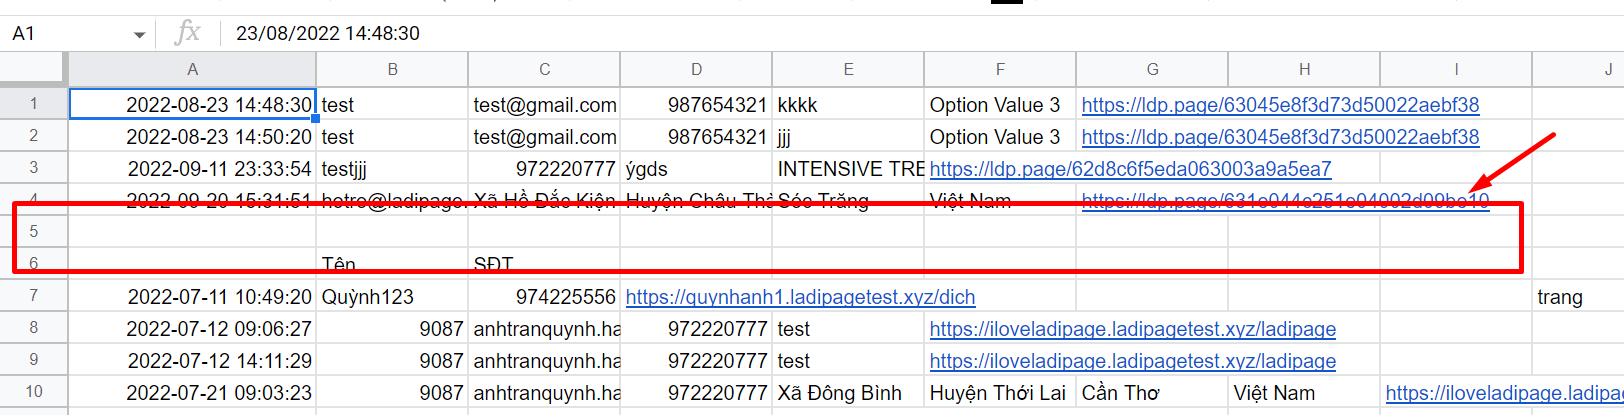 A1 fx 23/08/2022 14:48:30
A B C D E F G H I J
1 2022-08-23 14:48:30 test test@gmail.com 987654321 kkkk Option Value 3 https://ldp.page/63045e8f3d73d50022aebf38
2 2022-08-23 14:50:20 test test@gmail.com 987654321 jjj Option Value 3 https://ldp.page/63045e8f3d73d50022aebf38
3 2022-09-11 23:33:54 testjjj 972220777 ýgds INTENSIVE TRE https://ldp.page/62d8c6f5eda063003a9a5ea7
4 2022-09-20 15:31:51 hotro@ladipage. Xã Hồ Đắc Kiện Huyện Châu Thà Sóc Trăng Việt Nam
5
6 Tên SĐT
7 2022-07-11 10:49:20 Quỳnh123 974225556 https://quynhanh1.ladipagetest.xyz/dich trang
8 2022-07-12 09:06:27 9087 anhtranquynh.ha 972220777 test https://iloveladipage.ladipagetest.xyz/ladipage
9 2022-07-12 14:11:29 9087 anhtranquynh.ha 972220777 test https://iloveladipage.ladipagetest.xyz/ladipage
10 2022-07-21 09:03:23 9087 anhtranquynh.ha 972220777 Xã Đông Bình Huyện Thới Lai Cần Thơ Việt Nam https://iloveladipage.ladipa